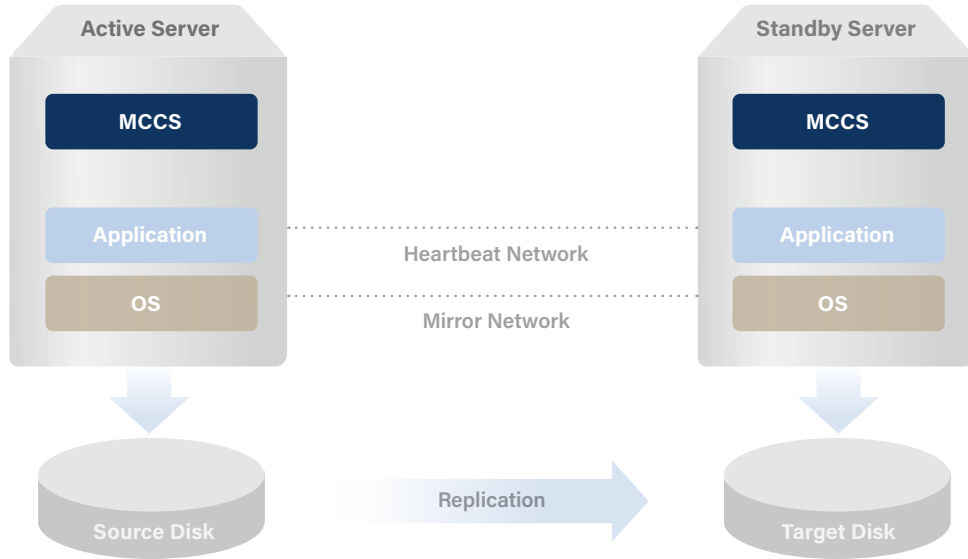 Active Server
Standby Server
MCCS
MCCS
Application
Application
Heartbeat Network
OS
OS
Mirror Network
Replication
Source Disk
Target Disk